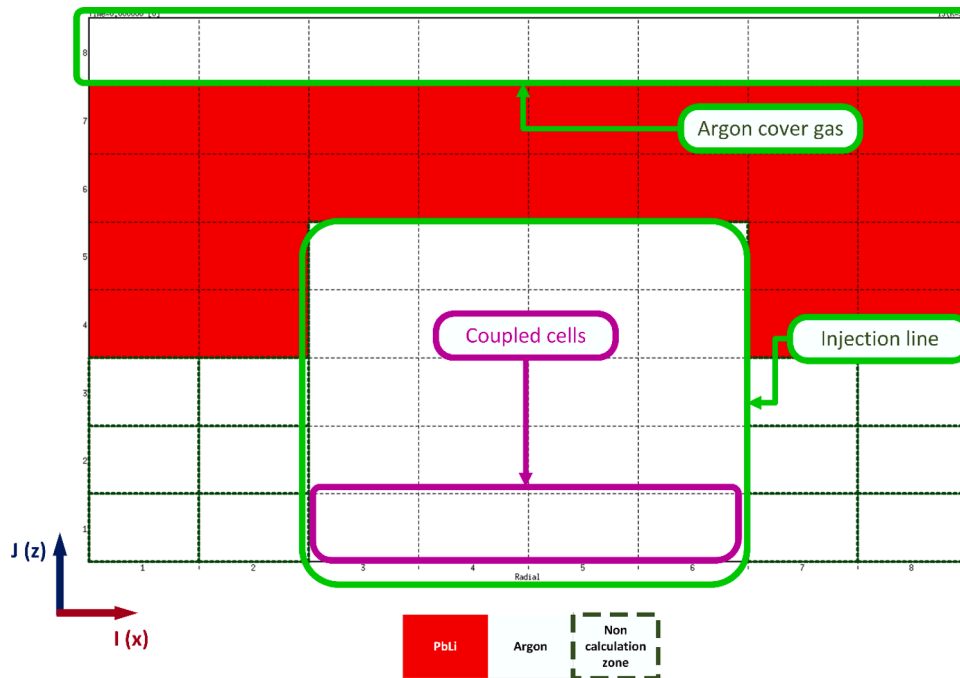 8
7
Argon cover gas
6
5
4
Coupled cells
Injection line
3
2
1
J (z)
1 2 3 4 5 6 7 8
Radial
I (x)
PbLi
Argon
Non
calculation
zone